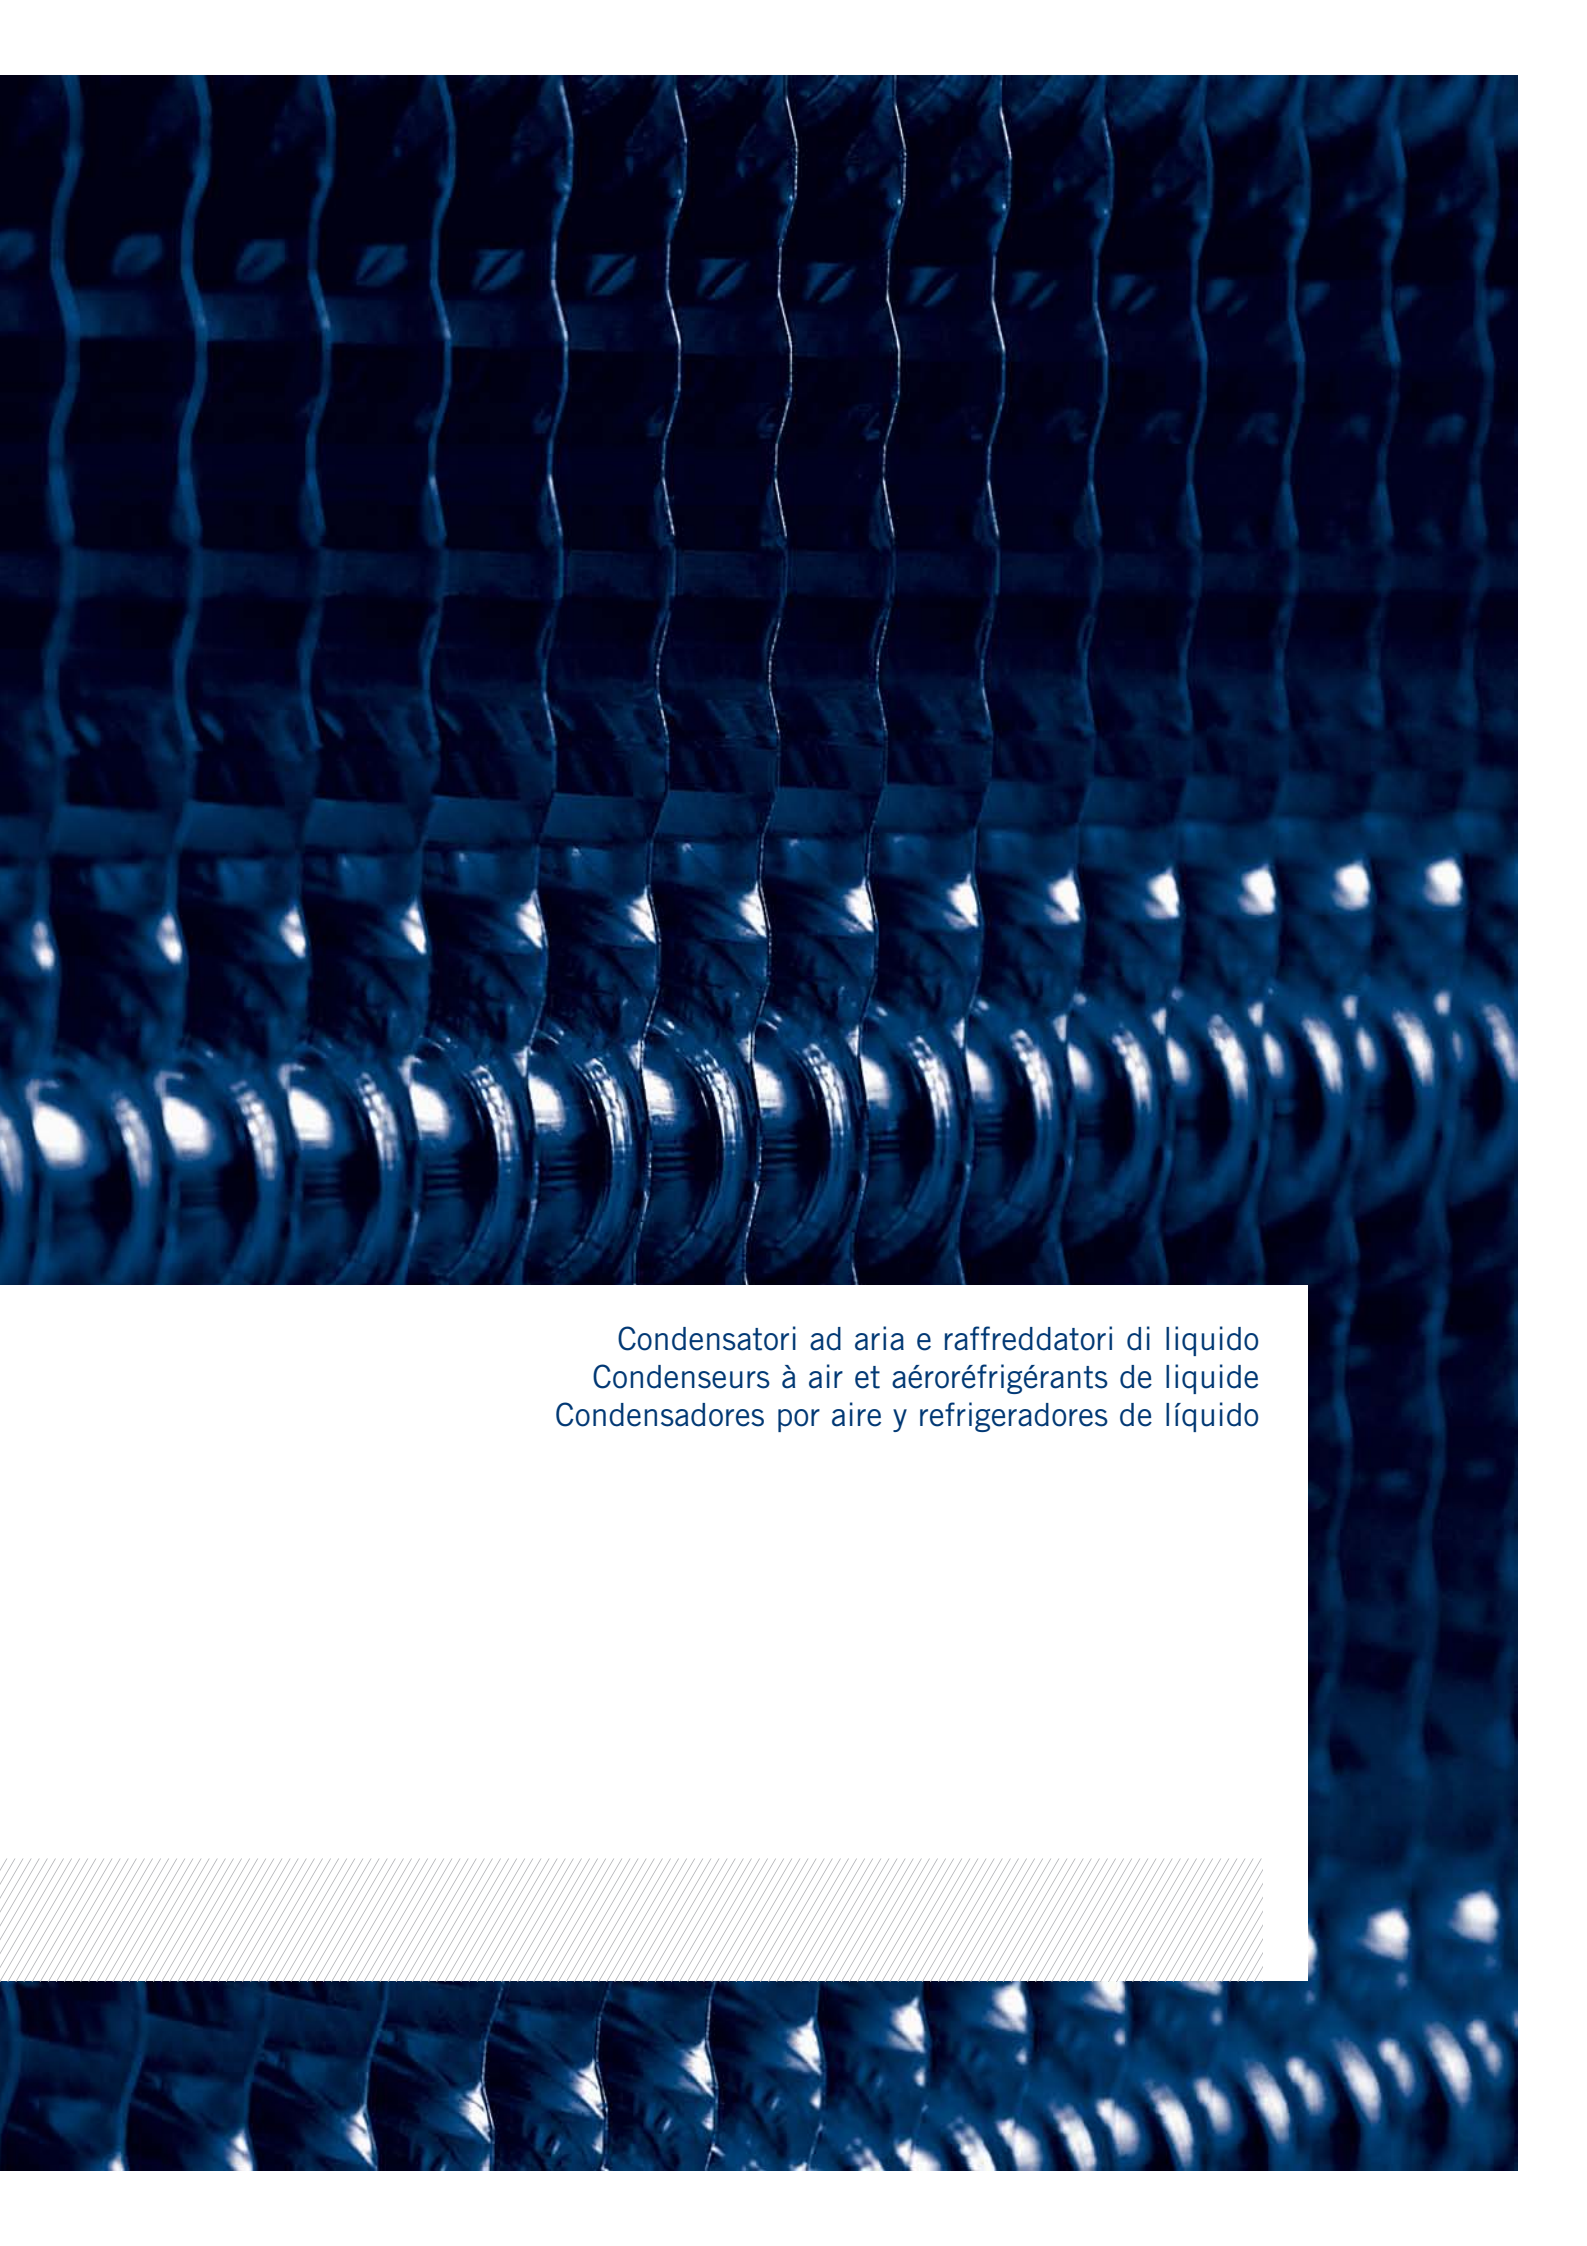 Condensatori ad aria e raffreddatori di liquido
Condenseurs à air et aéroréfrigérants de liquide
Condensadores por aire y refrigeradores de líquido